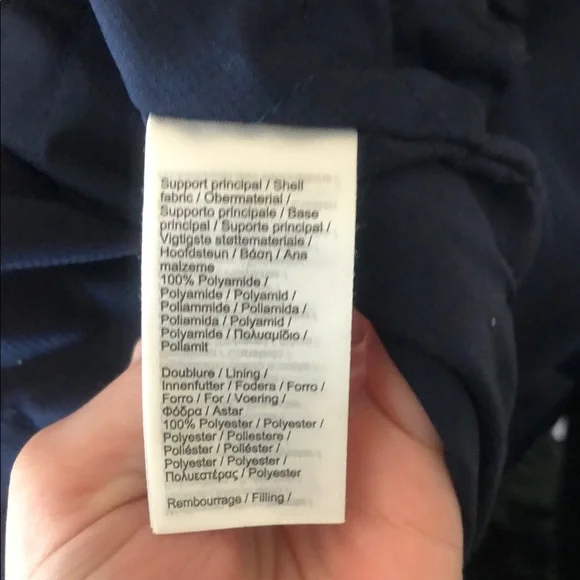 Support principal / Shell
fabric / Obermaterial /
Supporto principale / Base
principal / Suporte principal /
Vigtigste støttemateriale /
Hoofdsteun / Βάση / Ana
malzeme
100% Polyamide /
Polyamide / Polyamid /
Poliammide / Poliamida /
Poliamida / Polyamid /
Polyamide / Πολυαμίδιο /
Poliamit
Doublure / Lining /
Innenfutter / Fodera / Forro /
Forro / For / Voering /
Φόδρα / Astar
100% Polyester / Polyester /
Polyester / Poliestere /
Poliéster / Poliéster /
Polyester / Polyester /
Πολυεστέρας / Polyester
Rembourrage / Filling /